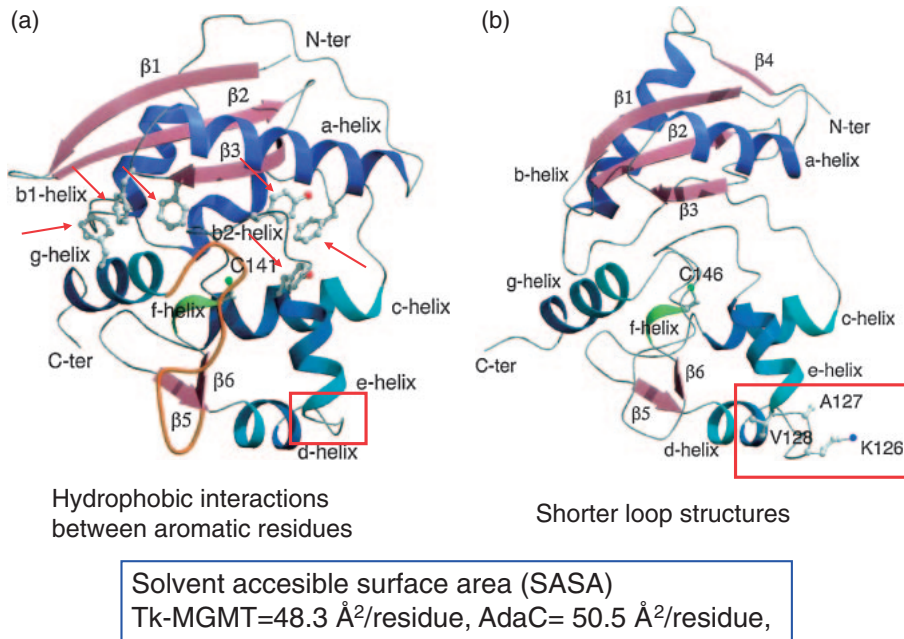 (a)
N-ter
β1
β2
a-helix
β3
b1-helix
b2-helix
g-helix
C141
f-helix
c-helix
C-ter
β6
e-helix
β5
d-helix
Hydrophobic interactions
between aromatic residues
(b)
β4
β1
N-ter
β2
a-helix
b-helix
β3
g-helix
C146
c-helix
f-helix
C-ter
e-helix
β6
A127
β5
V128
d-helix
K126
Shorter loop structures
Solvent accesible surface area (SASA)
Tk-MGMT=48.3 Å²/residue, AdaC= 50.5 Å²/residue,